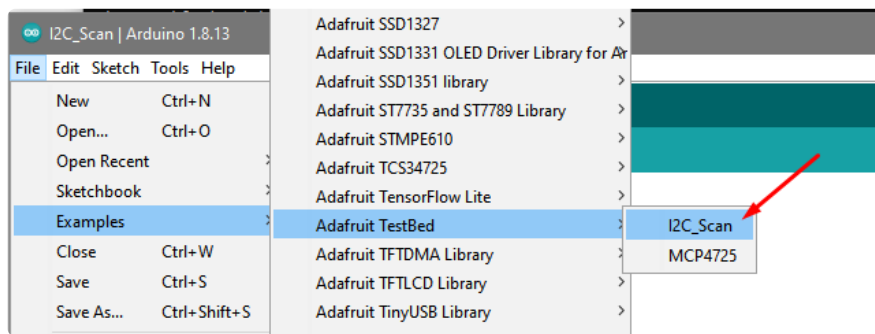 I2C_Scan | Arduino 1.8.13
File Edit Sketch Tools Help
New Ctrl+N
Open... Ctrl+O
Open Recent
Sketchbook
Examples
Close Ctrl+W
Save Ctrl+S
Save As... Ctrl+Shift+S
Adafruit SSD1327
Adafruit SSD1331 OLED Driver Library for Ar
Adafruit SSD1351 library
Adafruit ST7735 and ST7789 Library
Adafruit STMPE610
Adafruit TCS34725
Adafruit TensorFlow Lite
Adafruit TestBed
Adafruit TFTDMA Library
Adafruit TFTLCD Library
Adafruit TinyUSB Library
I2C_Scan
MCP4725